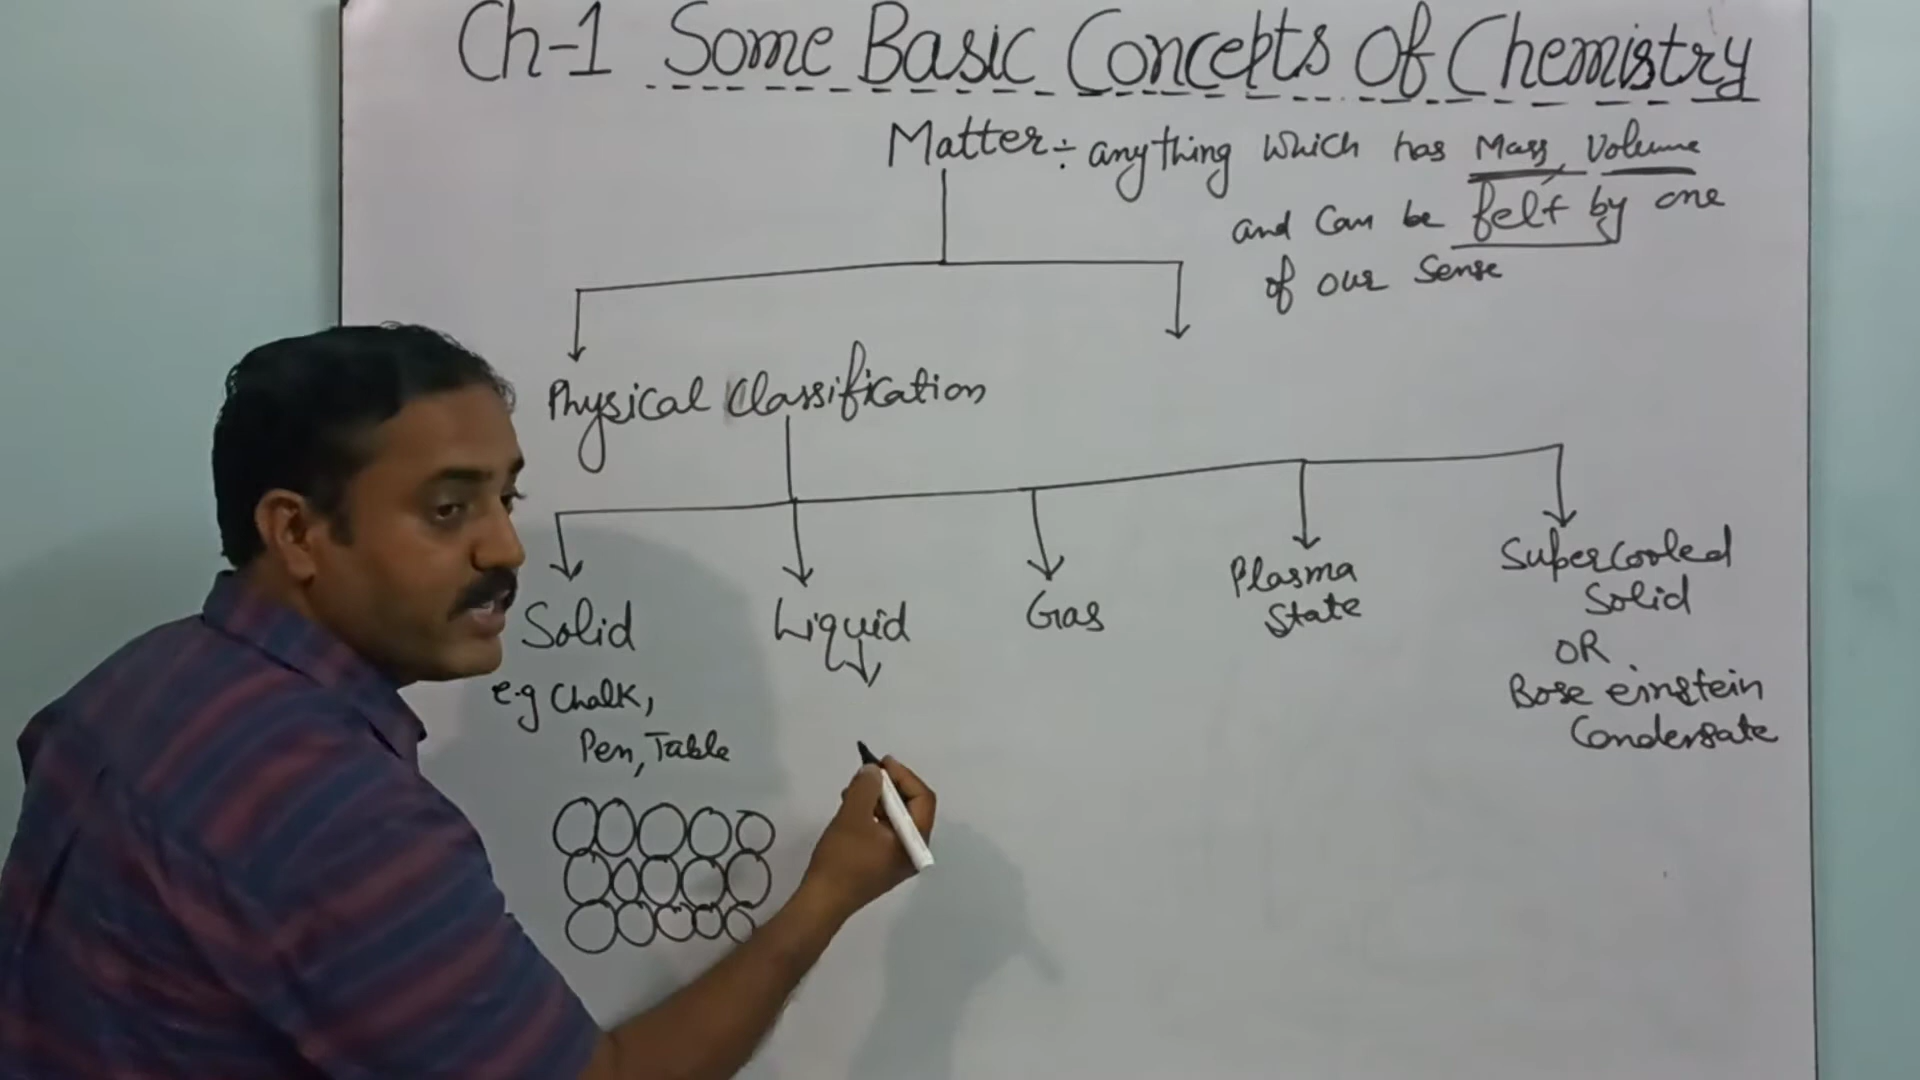 Ch-1 Some Basic Concepts Of Chemistry
Matter ÷ anything which has Mass, Volume
and can be felt by one
of our sense
Physical Classification
Solid
Liquid
Gas
Plasma
State
Supercooled
Solid
OR
Bose einstein
Condensate
e.g Chalk,
Pen, Table